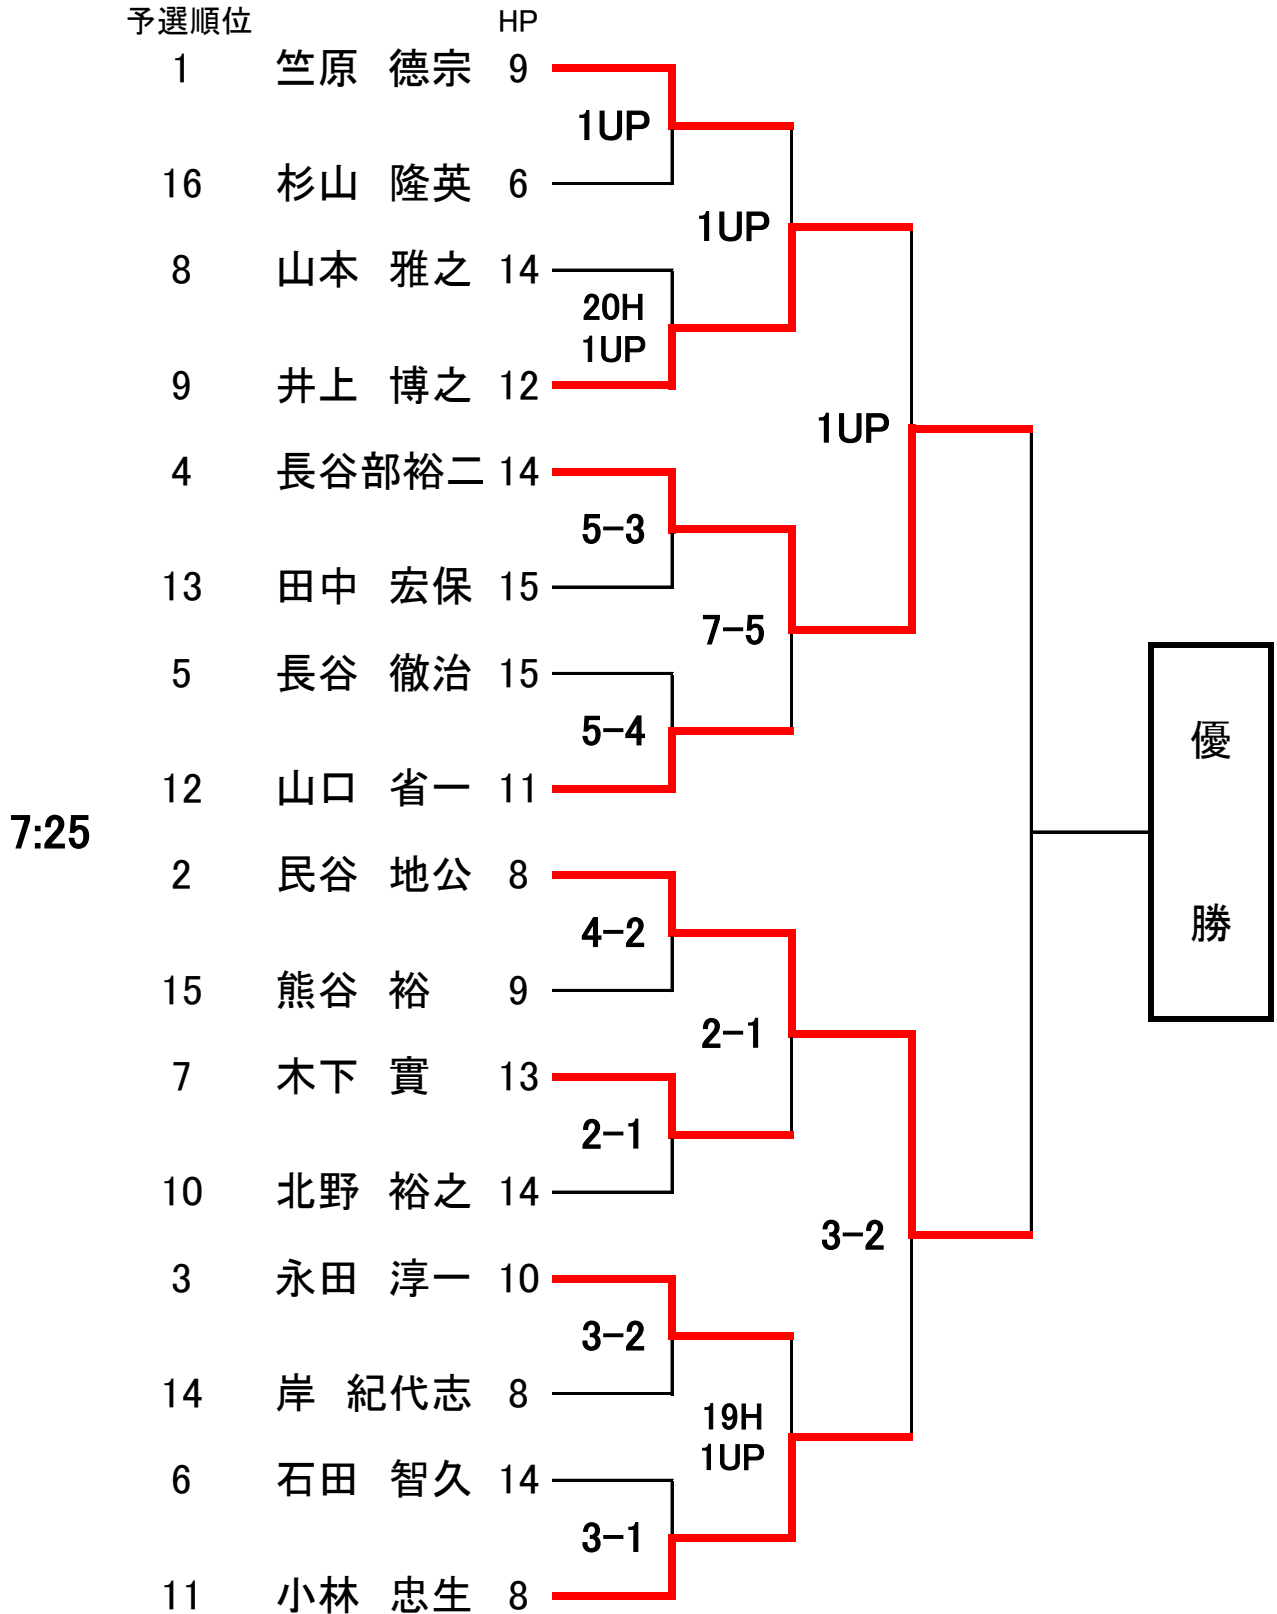 予選順位 HP
1 竺原 德宗 9
1UP
16 杉山 隆英 6
1UP
8 山本 雅之 14
20H
1UP
9 井上 博之 12
1UP
4 長谷部裕二 14
5-3
13 田中 宏保 15
7-5
5 長谷 徹治 15
5-4
優
12 山口 省一 11
7:25
2 民谷 地公 8
4-2
勝
15 熊谷 裕 9
2-1
7 木下 實 13
2-1
10 北野 裕之 14
3-2
3 永田 淳一 10
3-2
14 岸 紀代志 8
19H
1UP
6 石田 智久 14
3-1
11 小林 忠生 8